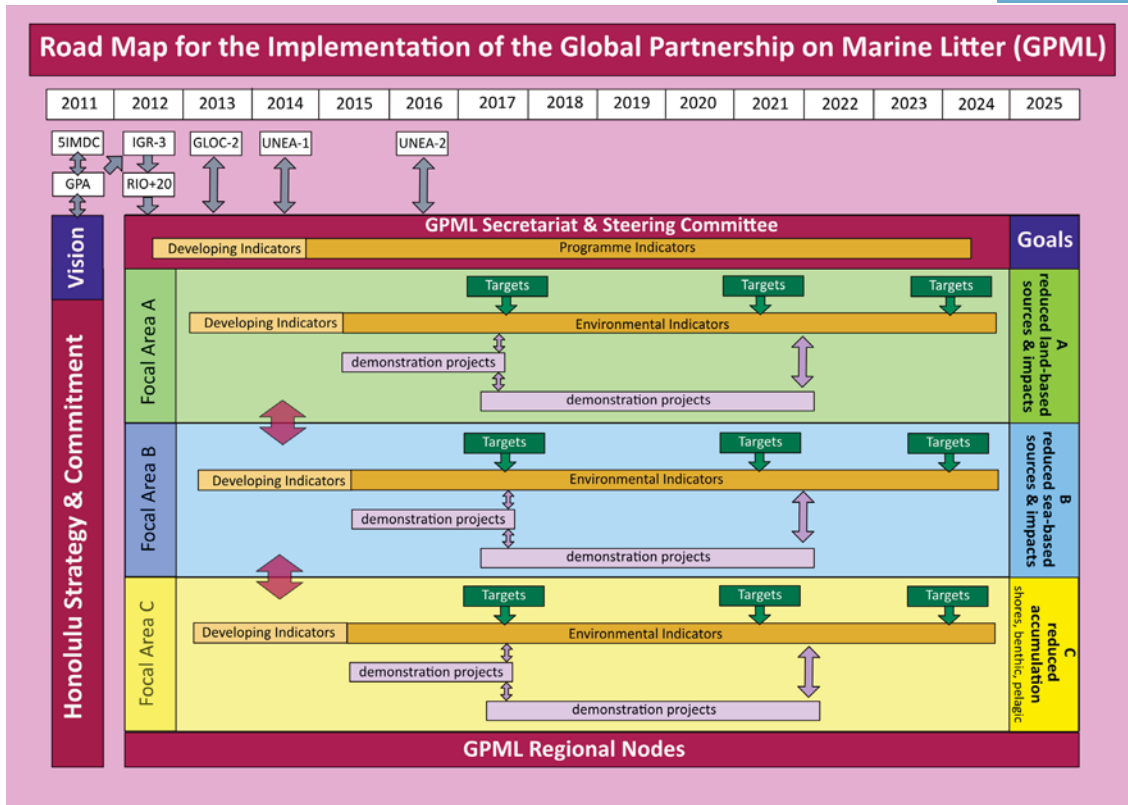 Road Map for the Implementation of the Global Partnership on Marine Litter (GPML)
2011 2012 2013 2014 2015 2016 2017 2018 2019 2020 2021 2022 2023 2024 2025
5IMDC IGR-3 GLOC-2 UNEA-1 UNEA-2
GPA RIO+20
Vision
Honolulu Strategy & Commitment
GPML Secretariat & Steering Committee
Developing Indicators Programme Indicators
Goals
Focal Area A
Targets Targets Targets
Developing Indicators Environmental Indicators
demonstration projects
demonstration projects
A
reduced land-based
sources & impacts
Focal Area B
Targets Targets Targets
Developing Indicators Environmental Indicators
demonstration projects
demonstration projects
B
reduced sea-based
sources & impacts
Focal Area C
Targets Targets Targets
Developing Indicators Environmental Indicators
demonstration projects
demonstration projects
C
reduced
accumulation
shores, benthic, pelagic
GPML Regional Nodes